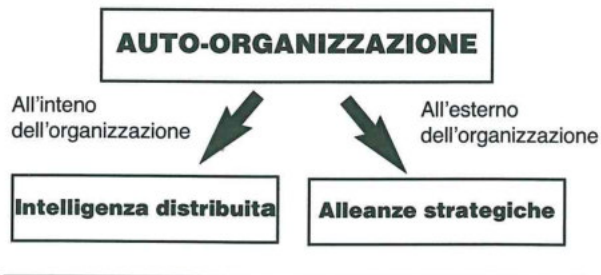 AUTO-ORGANIZZAZIONE
All'inteno
dell'organizzazione
All'esterno
dell'organizzazione
Intelligenza distribuita
Alleanze strategiche